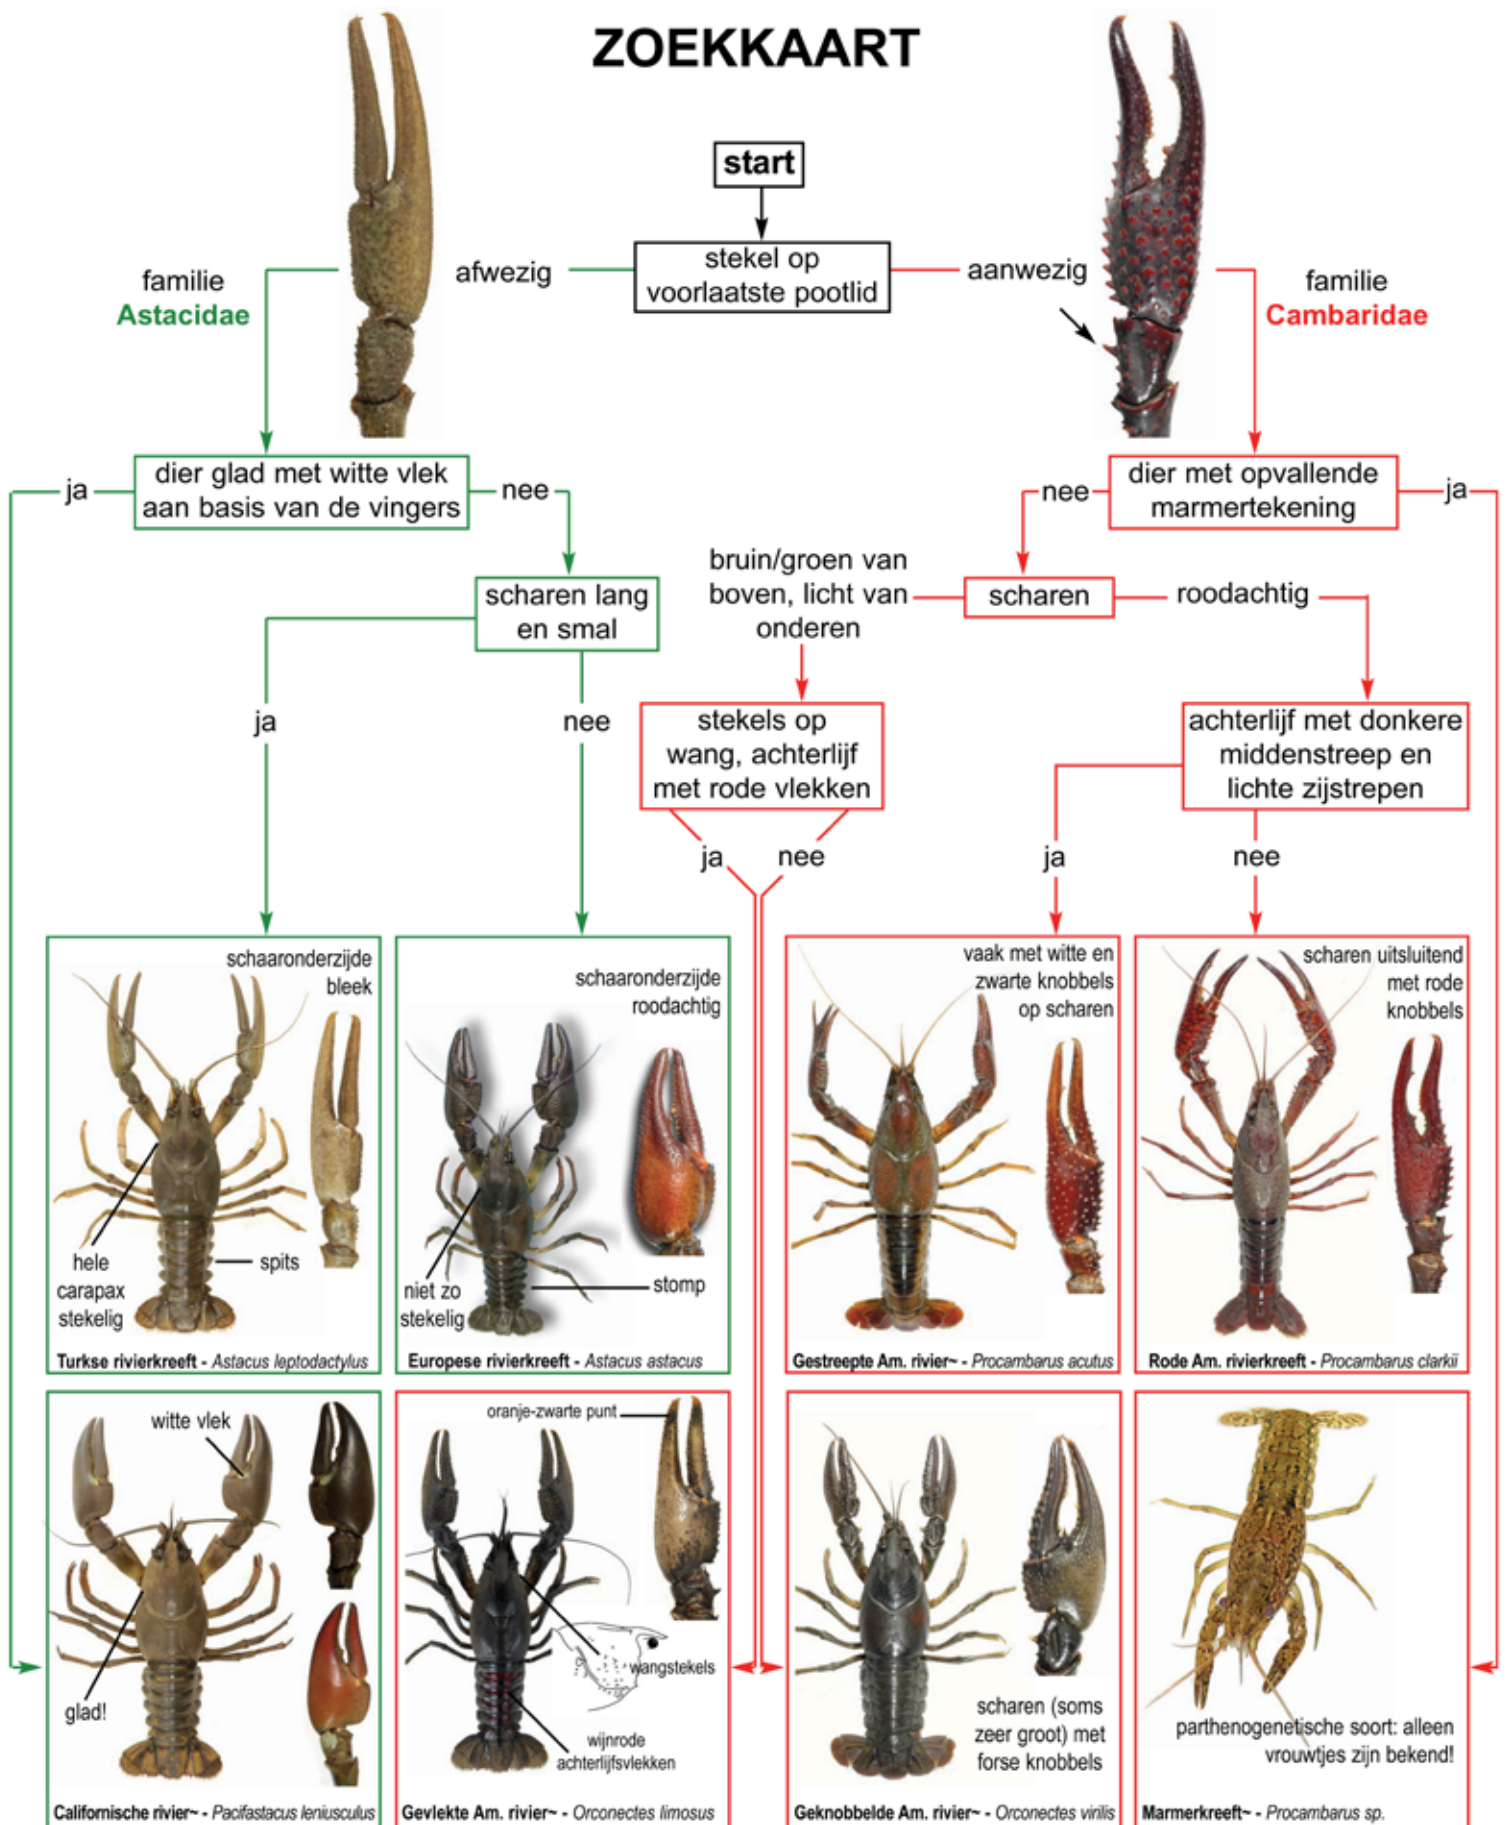 ZOEKKAART
start
stekel op
voorlaatste pootlid
afwezig
aanwezig
familie
Astacidae
familie
Cambaridae
dier glad met witte vlek
aan basis van de vingers
ja
nee
dier met opvallende
marmertekening
nee
ja
scharen lang
en smal
bruin/groen van
boven, licht van
onderen
scharen
roodachtig
ja
nee
stekels op
wang, achterlijf
met rode vlekken
achterlijf met donkere
middenstreep en
lichte zijstrepen
ja
nee
ja
nee
schaaronderzijde
bleek
hele
carapax
stekelig
spits
Turkse rivierkreeft - Astacus leptodactylus
schaaronderzijde
roodachtig
niet zo
stekelig
stomp
Europese rivierkreeft - Astacus astacus
vaak met witte en
zwarte knobbels
op scharen
Gestreepte Am. rivier~ - Procambarus acutus
scharen uitsluitend
met rode
knobbels
Rode Am. rivierkreeft - Procambarus clarkii
witte vlek
glad!
Californische rivier~ - Pacifastacus leniusculus
oranje-zwarte punt
wangstekels
wijnrode
achterlijfsvlekken
Gevlekte Am. rivier~ - Orconectes limosus
scharen (soms
zeer groot) met
forse knobbels
Geknobbelde Am. rivier~ - Orconectes virilis
parthenogenetische soort: alleen
vrouwtjes zijn bekend!
Marmerkreeft~ - Procambarus sp.